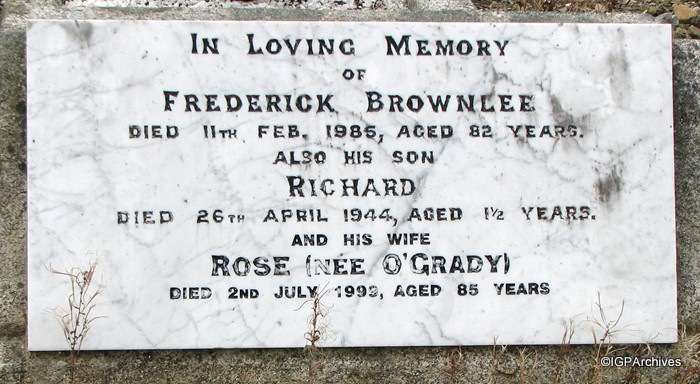 IN LOVING MEMORY
OF
FREDERICK BROWNLEE
DIED 11TH FEB. 1985, AGED 82 YEARS.
ALSO HIS SON
RICHARD
DIED 26TH APRIL 1944, AGED 1½ YEARS.
AND HIS WIFE
ROSE (NÉE O'GRADY)
DIED 2ND JULY 1993, AGED 85 YEARS
©IGPArchives